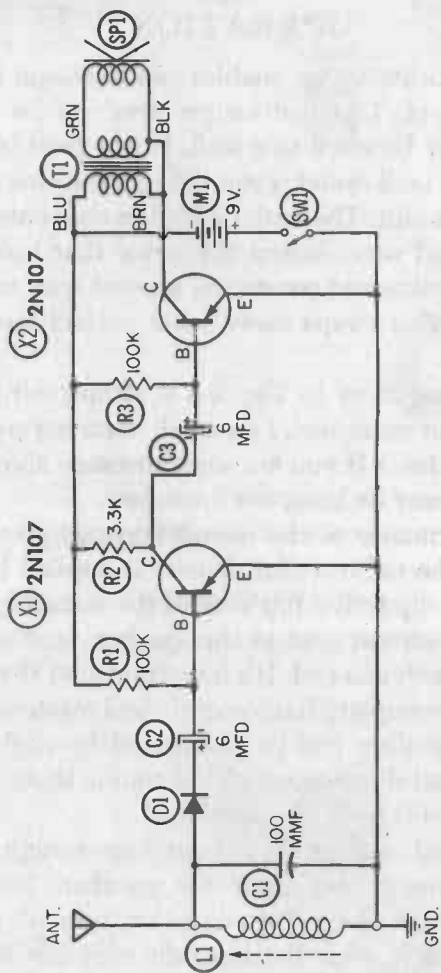 ANT.
L1
GND.
C1
100
MMF
D1
C2
6
MFD
R1
100K
X1 2N107
B
C
E
R2
3.3K
C3
6
MFD
R3
100K
X2 2N107
B
C
E
BLU
BRN
T1
GRN
BLK
SP1
M1
-
+ 9V.
SW1